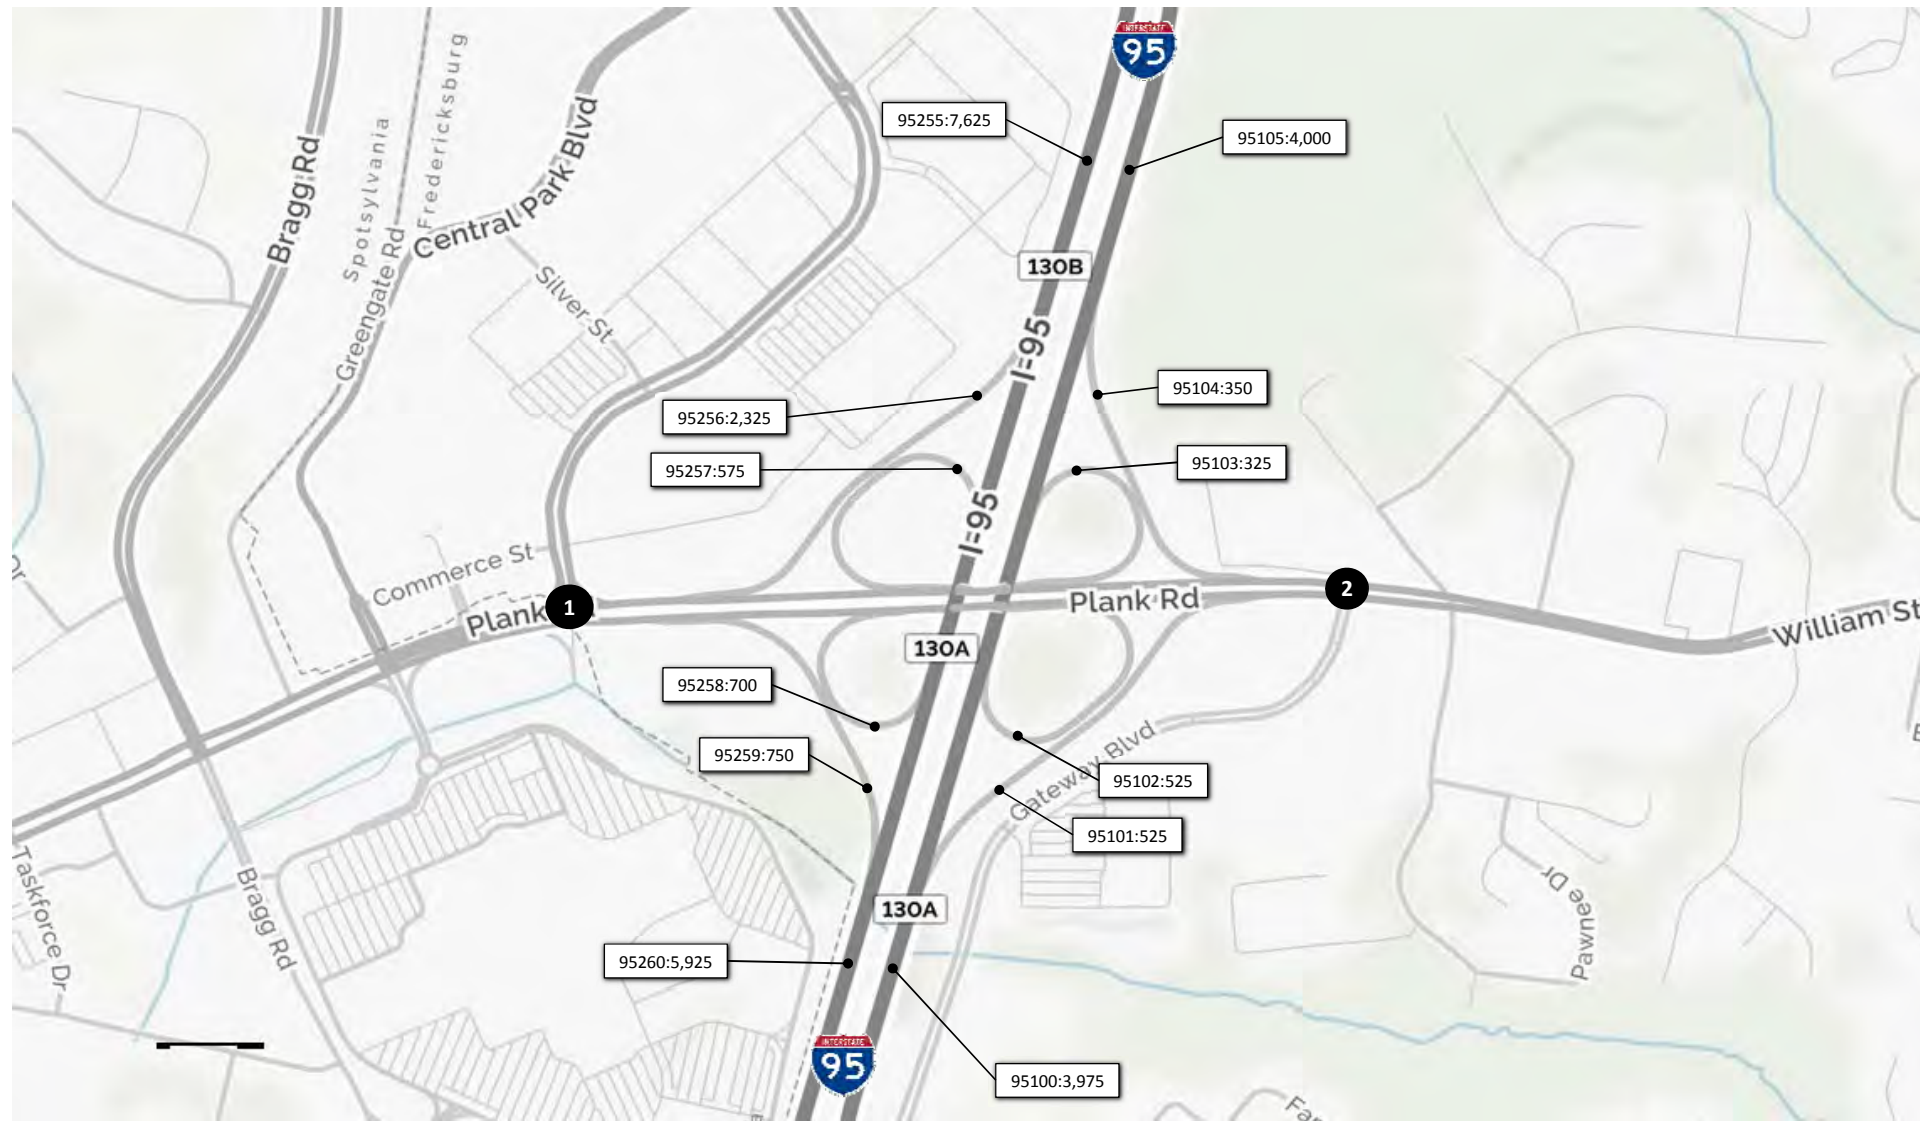 INTERSTATE
95
95255:7,625
95105:4,000
Bragg Rd
Spotsylvania
Fredericksburg
Central Park Blvd
Greengate Rd
Silver St
130B
I-95
95256:2,325
95104:350
95257:575
95103:325
I-95
Commerce St
Plank
1
Plank Rd
2
William St
130A
95258:700
95259:750
Gateway Blvd
95102:525
95101:525
Taskforce Dr
Bragg Rd
130A
Pawnee Dr
95260:5,925
INTERSTATE
95
95100:3,975
Dr